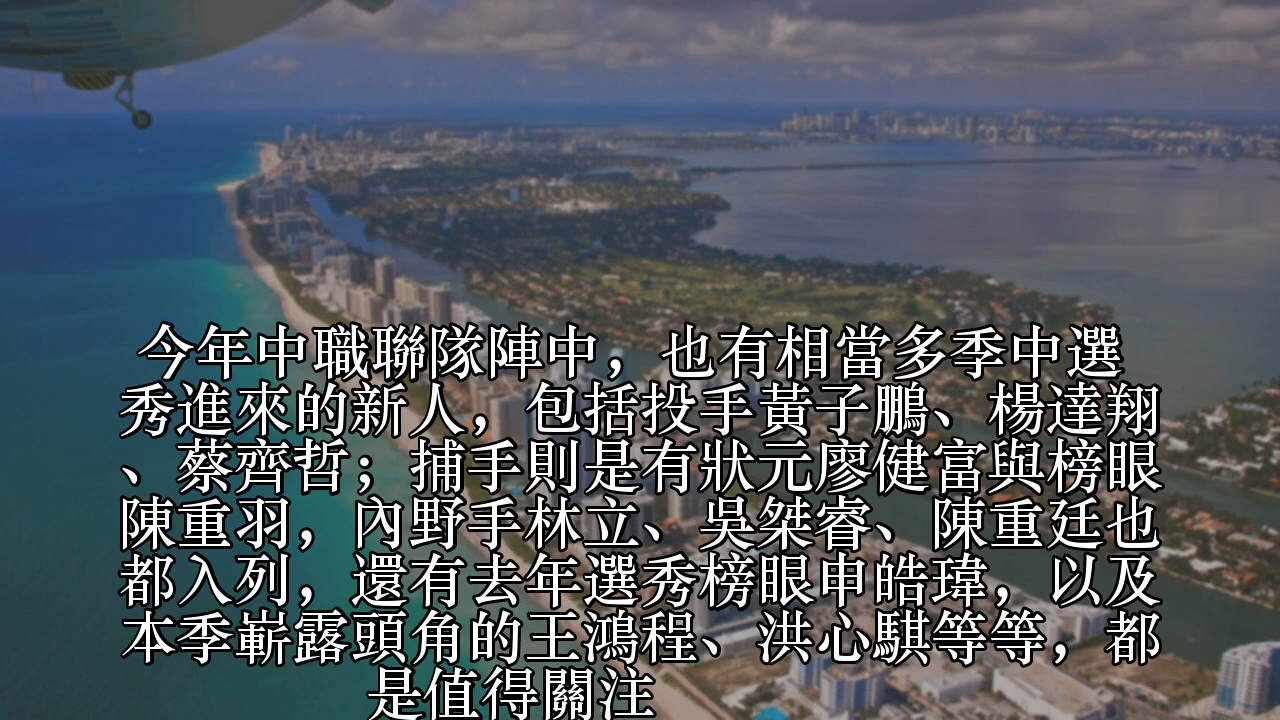 今年中職聯隊陣中，也有相當多季中選
秀進來的新人，包括投手黃子鵬、楊達翔
、蔡齊哲；捕手則是有狀元廖健富與榜眼
陳重羽，內野手林立、吳桀睿、陳重廷也
都入列，還有去年選秀榜眼申皓瑋，以及
本季嶄露頭角的王鴻程、洪心騏等等，都
是值得關注